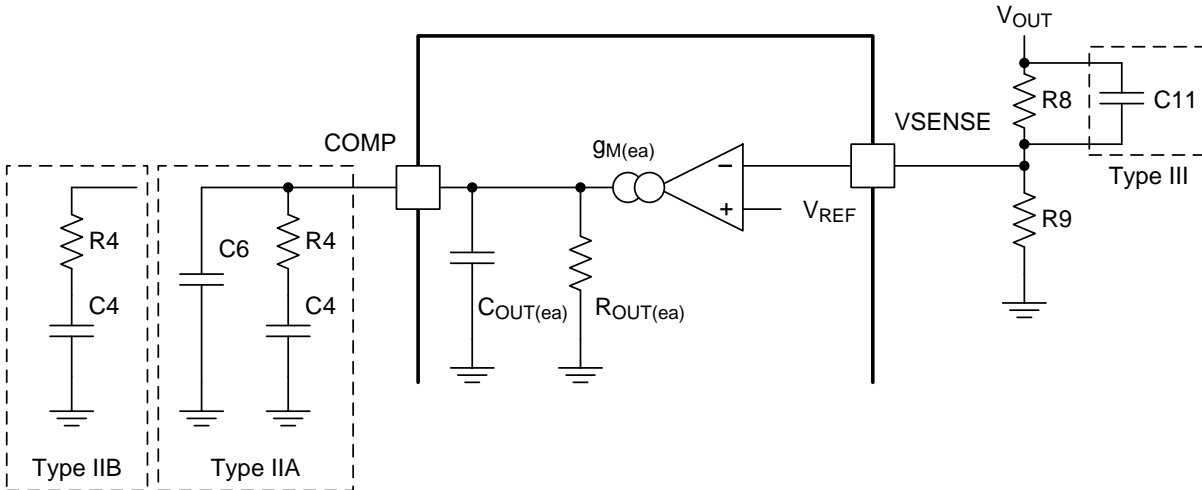 VOUT
R8
C11
VSENSE
COMP
gM(ea)
Type III
VREF
R9
R4
C6
R4
C4
C4
COUT(ea)
ROUT(ea)
Type IIB
Type IIA